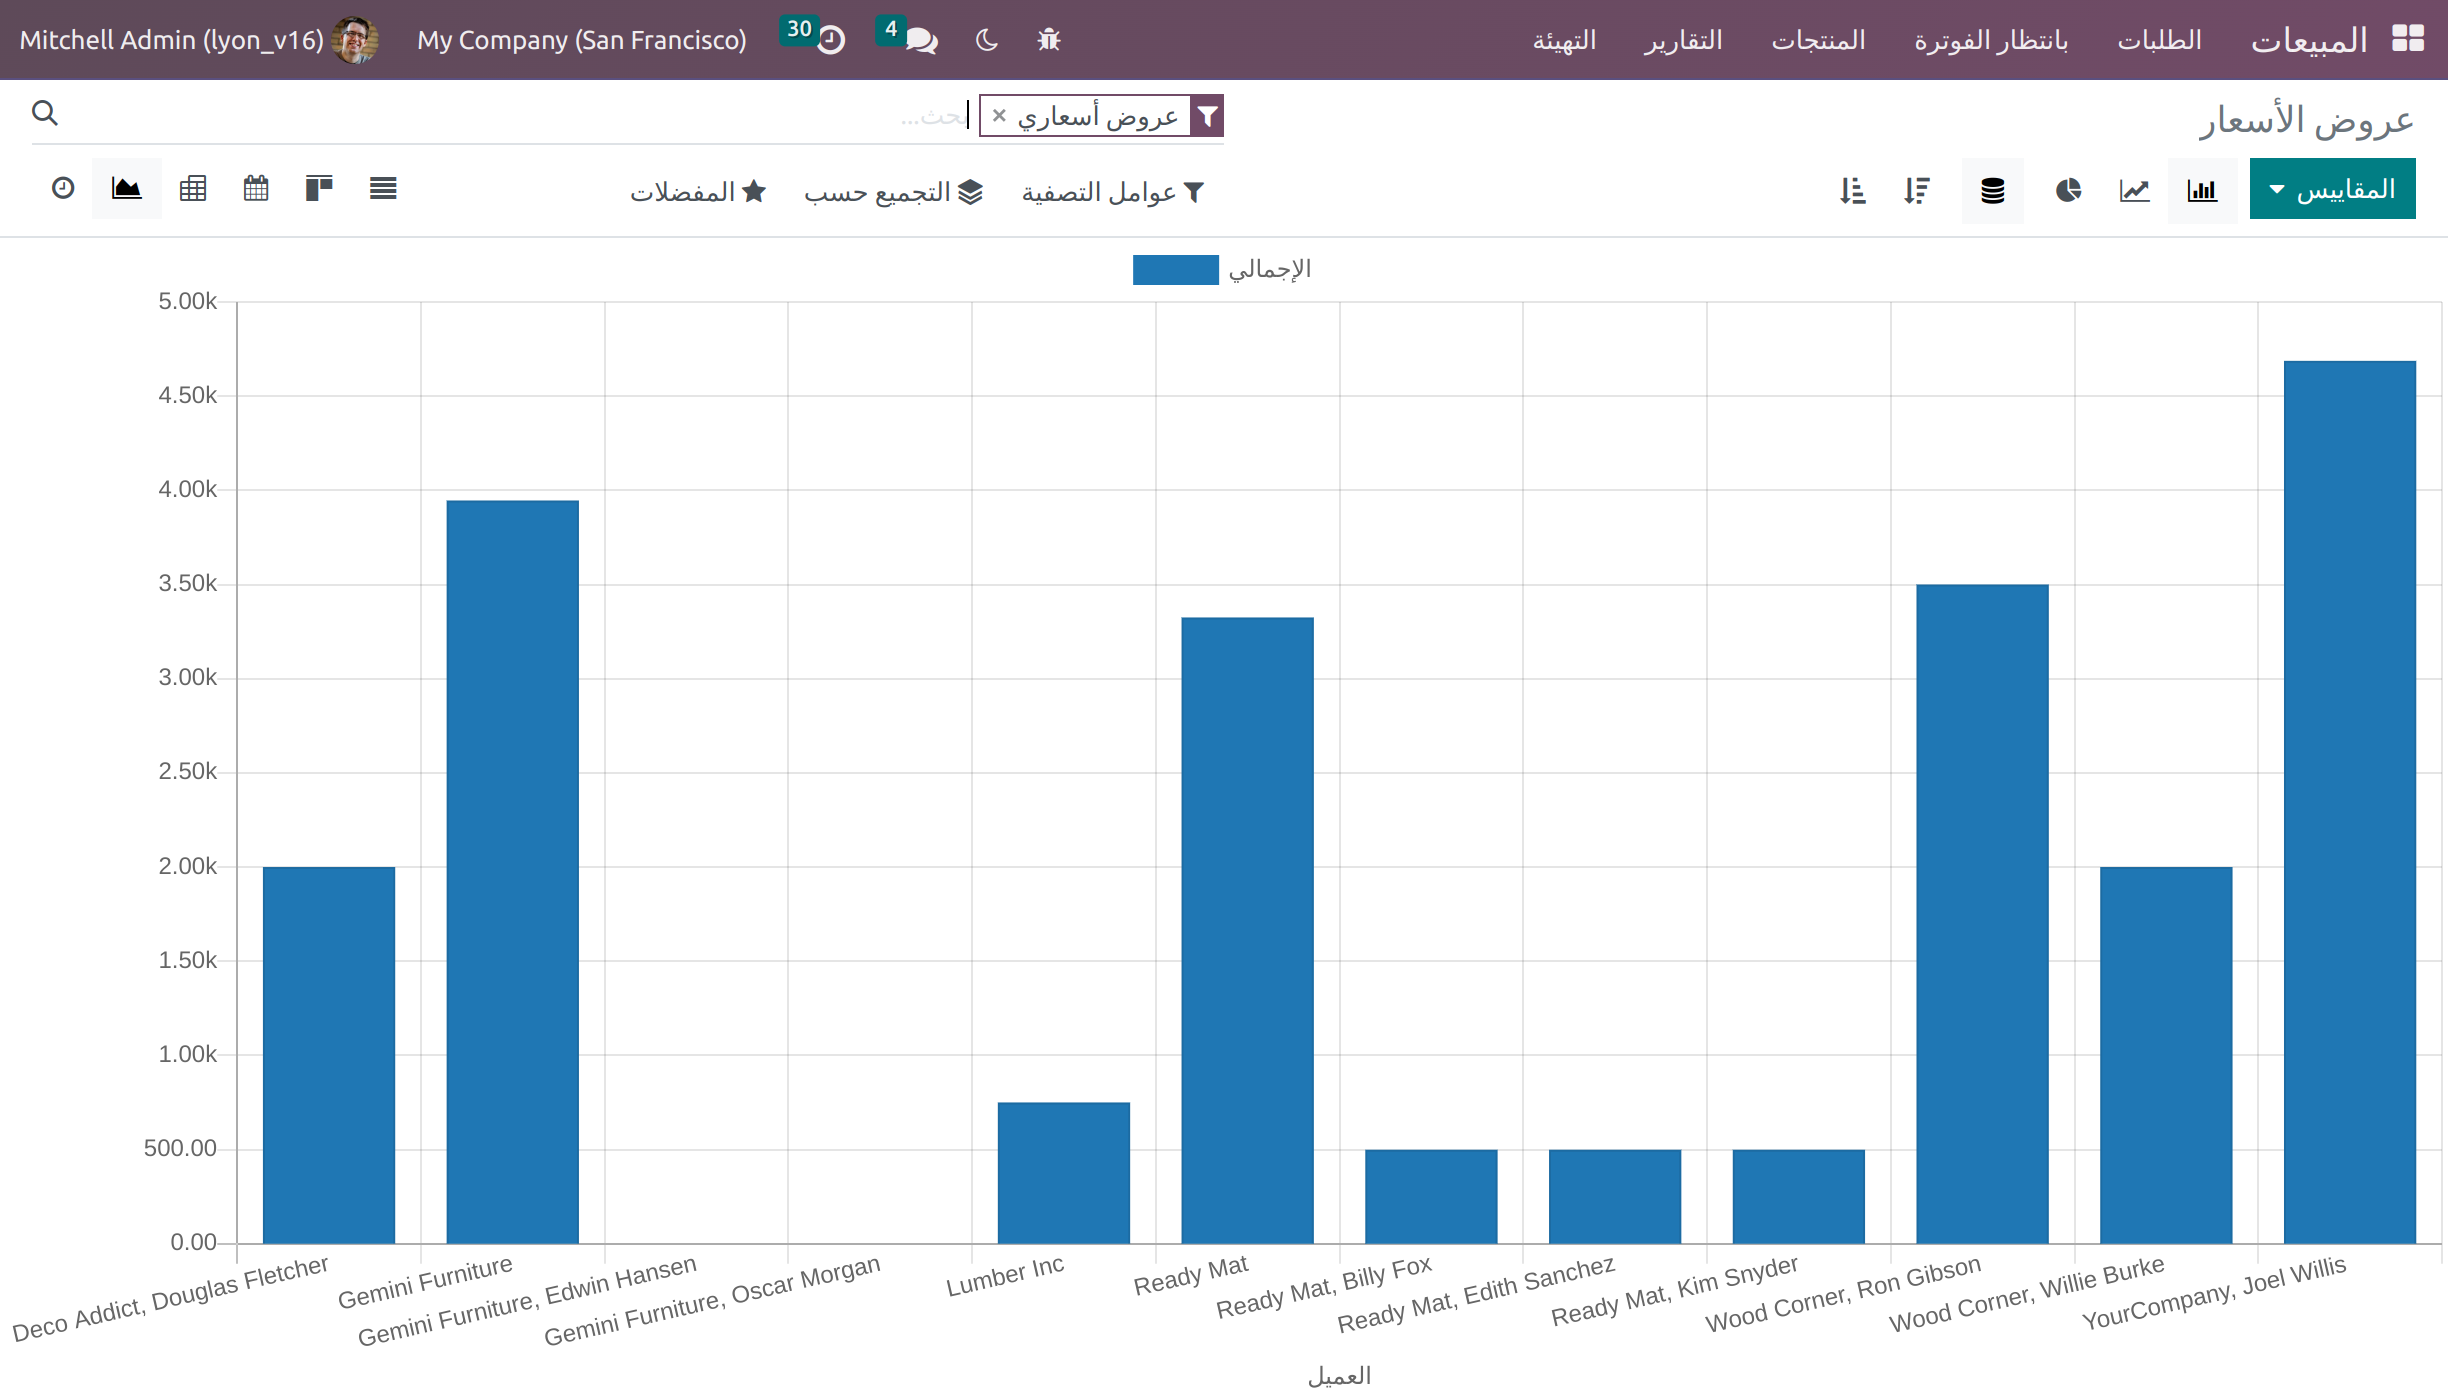 المبيعات الطلبات بانتظار الفوترة المنتجات التقارير التهيئة 4 30 My Company (San Francisco) Mitchell Admin (lyon_v16)
عروض الأسعار
عروض أسعاري × بحث...
المقاييس
عوامل التصفية التجميع حسب المفضلات
الإجمالي
5.00k
4.50k
4.00k
3.50k
3.00k
2.50k
2.00k
1.50k
1.00k
500.00
0.00
Deco Addict, Douglas Fletcher
Gemini Furniture
Gemini Furniture, Edwin Hansen
Gemini Furniture, Oscar Morgan
Lumber Inc
Ready Mat
Ready Mat, Billy Fox
Ready Mat, Edith Sanchez
Ready Mat, Kim Snyder
Wood Corner, Ron Gibson
Wood Corner, Willie Burke
YourCompany, Joel Willis
العميل